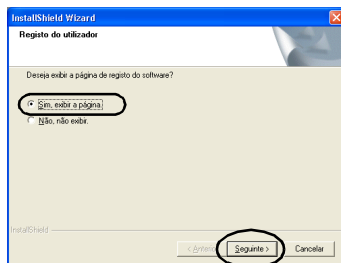 InstallShield Wizard
Registo do utilizador
Deseja exibir a página de registo do software?
Sim, exibir a página.
Não, não exibir.
InstallShield
< Anterior
Seguinte >
Cancelar